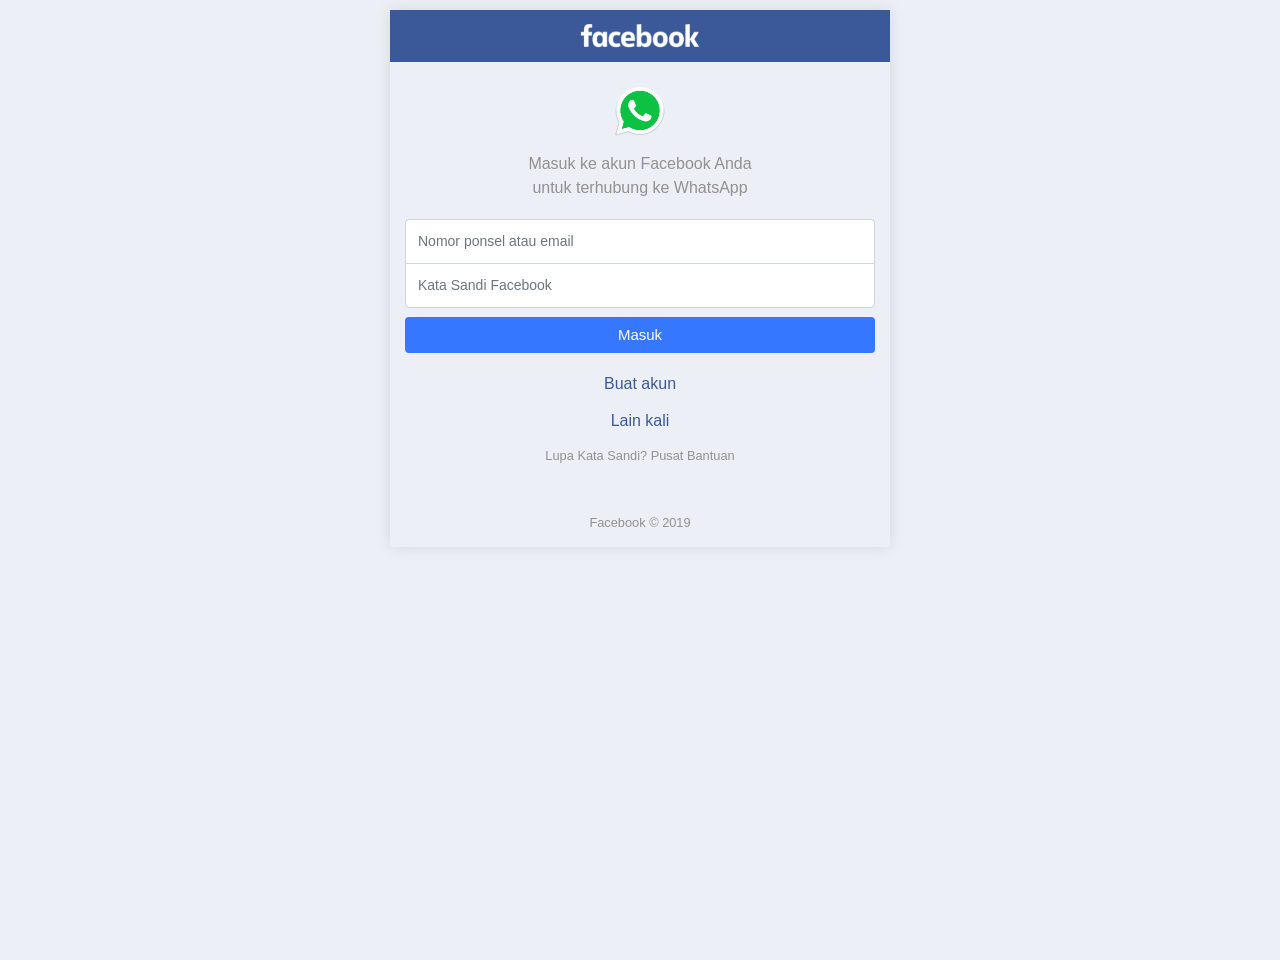 facebook
Masuk ke akun Facebook Anda
untuk terhubung ke WhatsApp
Nomor ponsel atau email
Kata Sandi Facebook
Masuk
Buat akun
Lain kali
Lupa Kata Sandi? Pusat Bantuan
Facebook © 2019